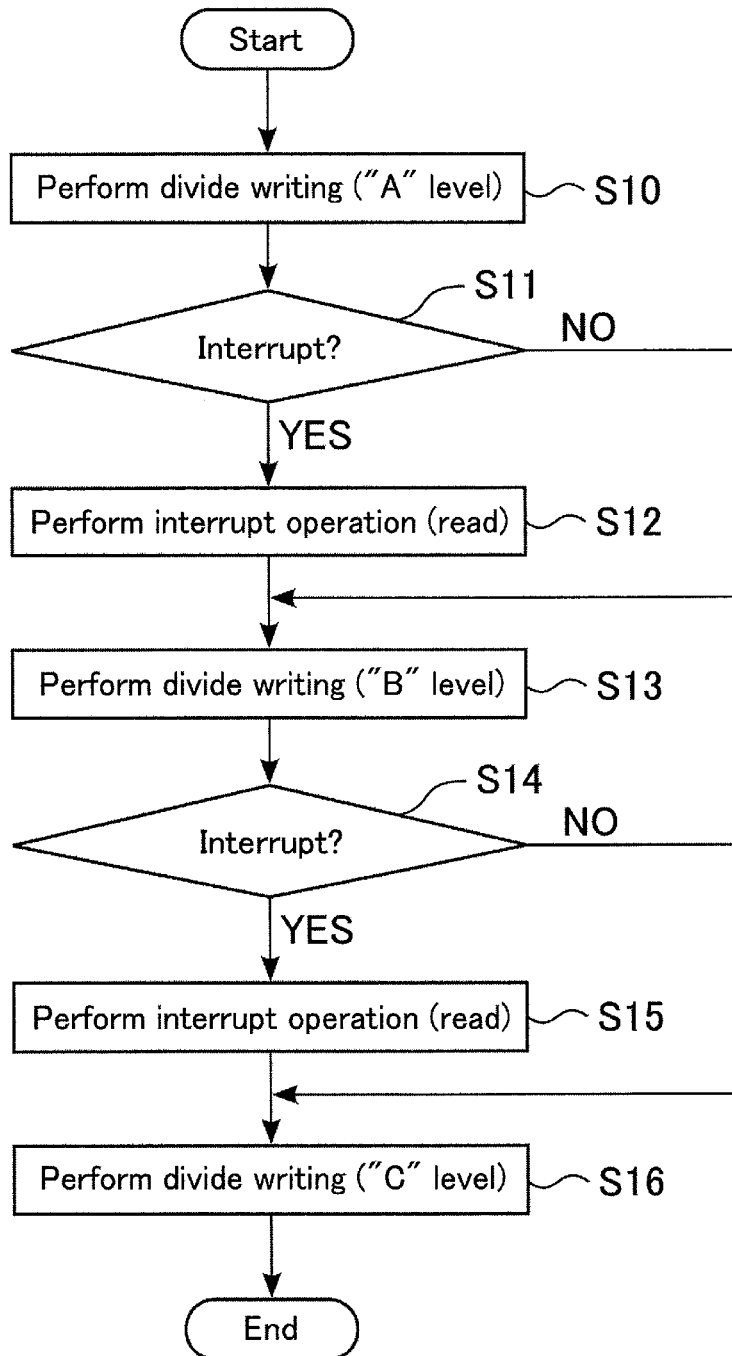 Start
Perform divide writing ("A" level)
S10
S11
Interrupt?
NO
YES
Perform interrupt operation (read)
S12
Perform divide writing ("B" level)
S13
S14
Interrupt?
NO
YES
Perform interrupt operation (read)
S15
Perform divide writing ("C" level)
S16
End